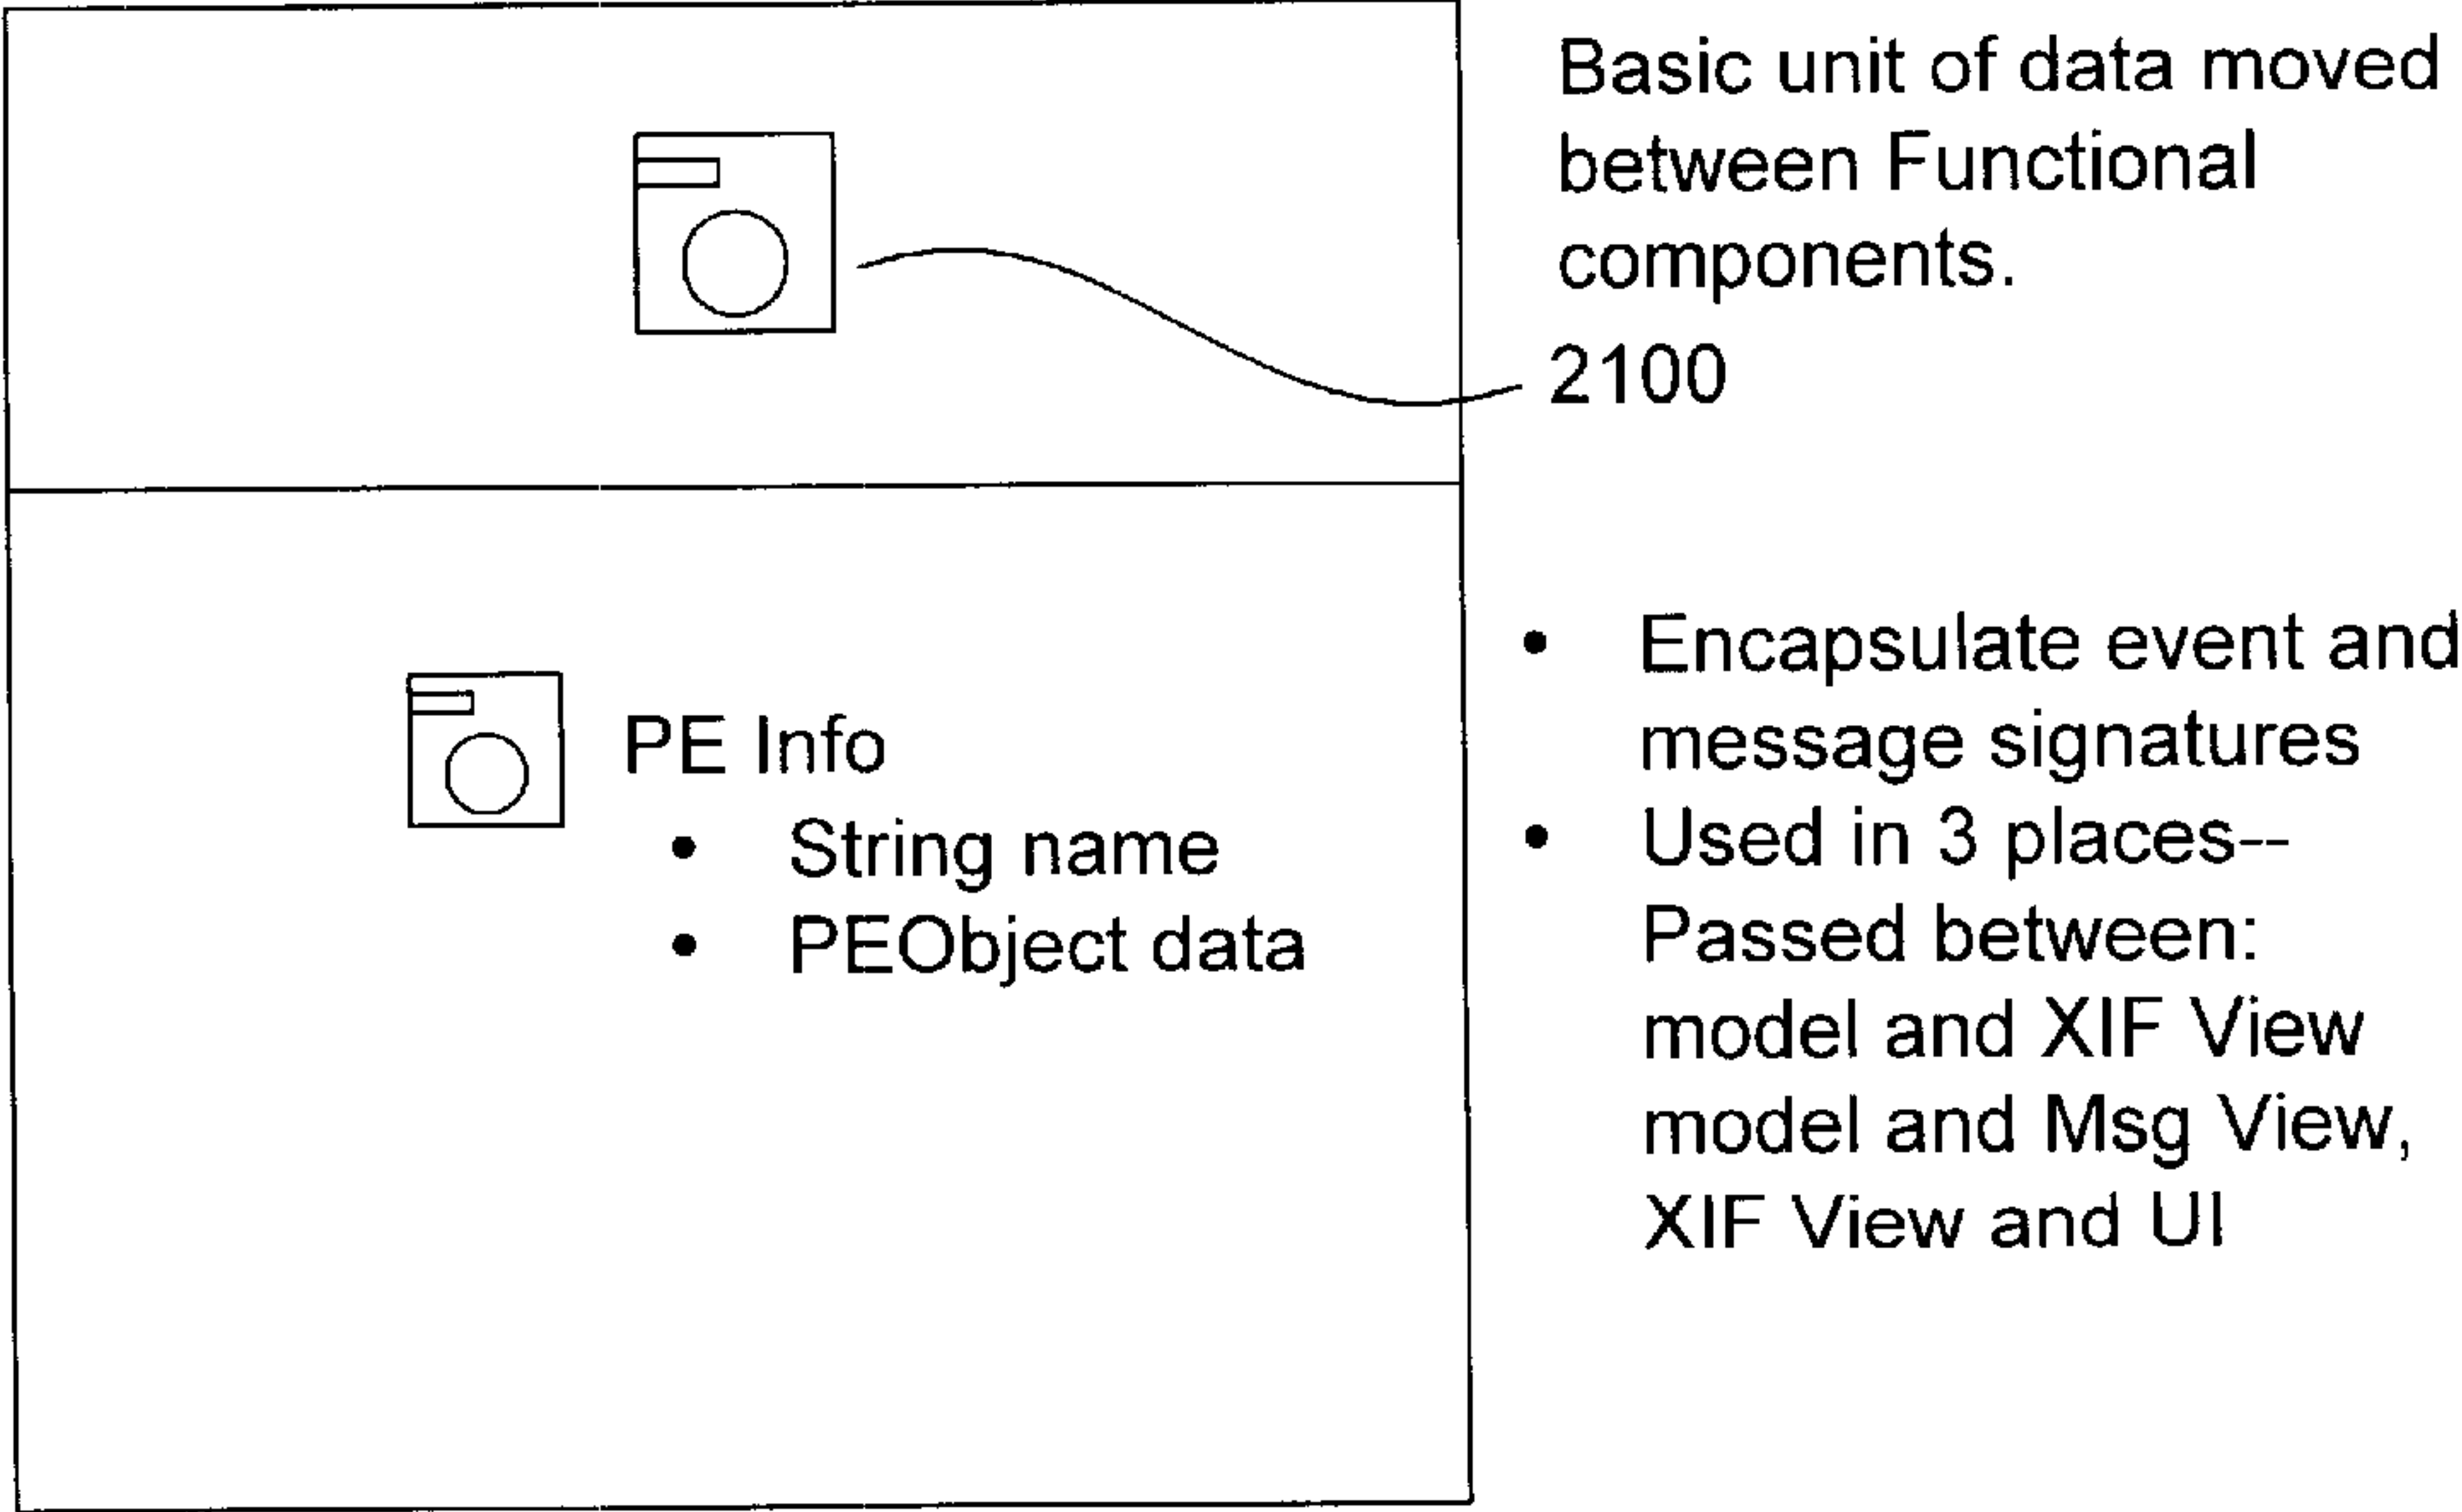 Basic unit of data moved
between Functional
components.
2100
PE Info
• String name
• PEObject data
• Encapsulate event and
message signatures
• Used in 3 places--
Passed between:
model and XIF View
model and Msg View,
XIF View and UI